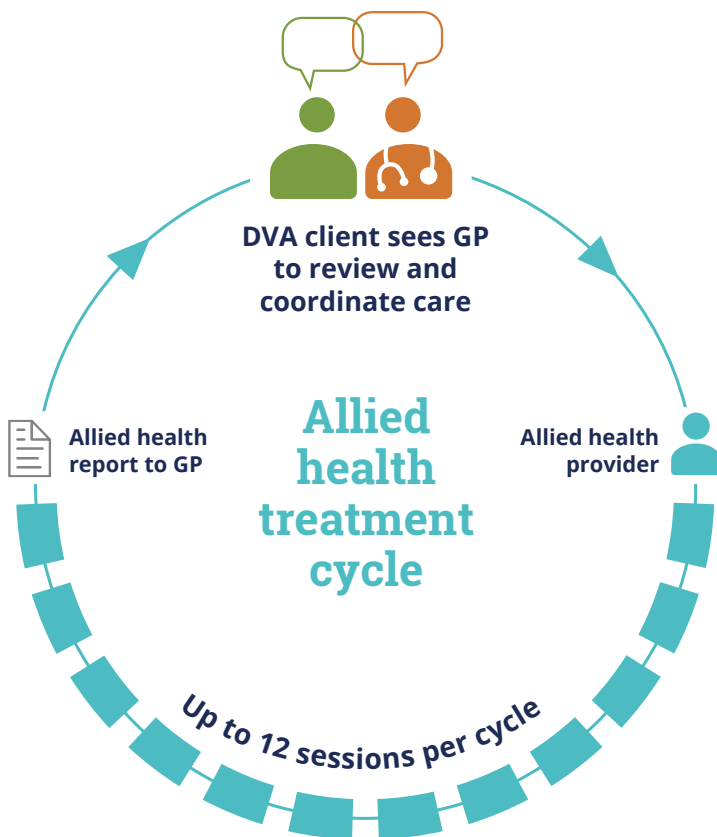 DVA client sees GP
to review and
coordinate care
Allied health
report to GP
Allied
health
treatment
cycle
Allied health
provider
Up to 12 sessions per cycle